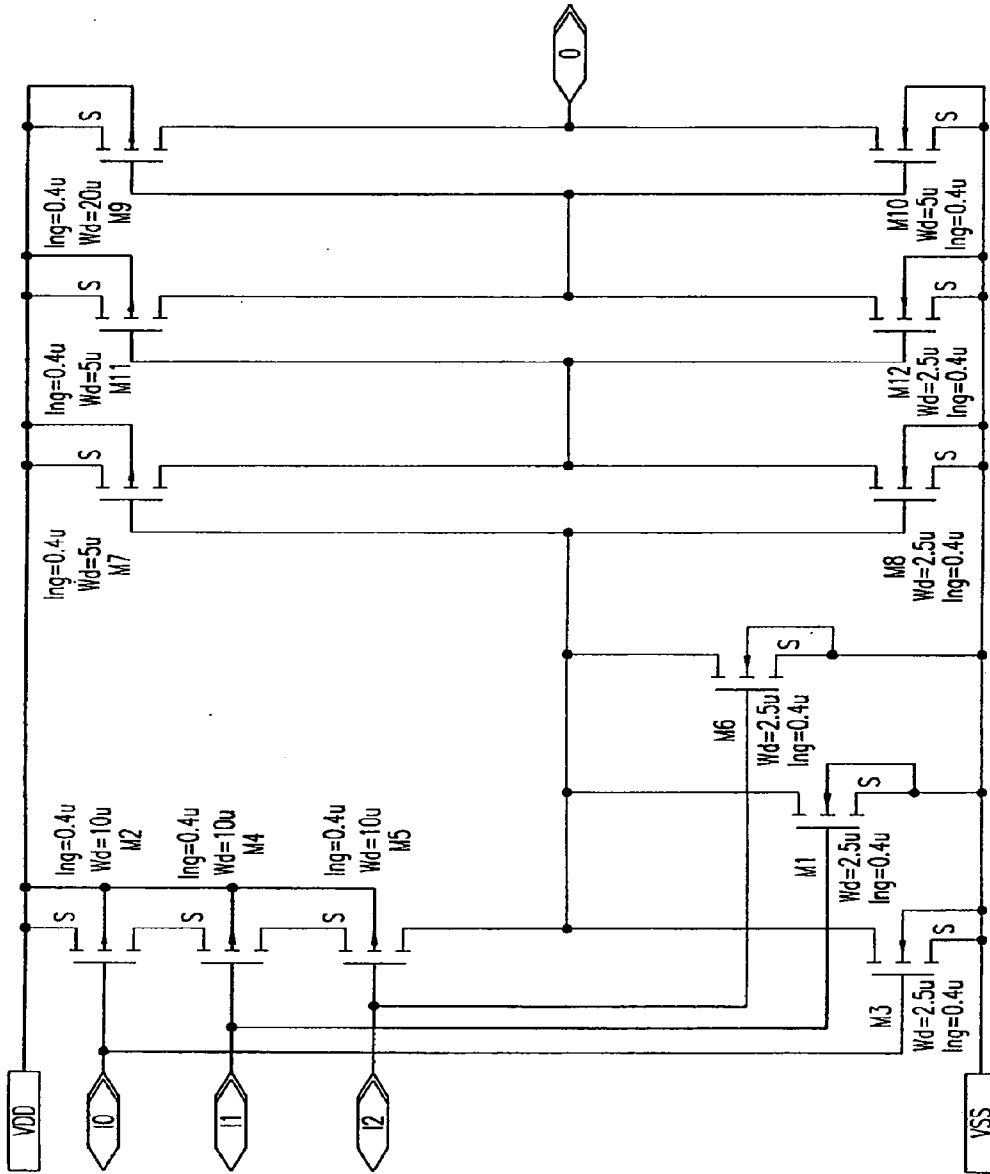 VDD
I0
I1
I2
VSS
lng=0.4u
Wd=10u
M2
lng=0.4u
Wd=10u
M4
lng=0.4u
Wd=10u
M5
S
S
S
M3
Wd=2.5u
lng=0.4u
S
M1
Wd=2.5u
lng=0.4u
S
M6
Wd=2.5u
lng=0.4u
S
lng=0.4u
Wd=5u
M7
S
M8
Wd=2.5u
lng=0.4u
S
lng=0.4u
Wd=5u
M11
S
M12
Wd=2.5u
lng=0.4u
S
lng=0.4u
Wd=20u
M9
S
M10
Wd=5u
lng=0.4u
S
O